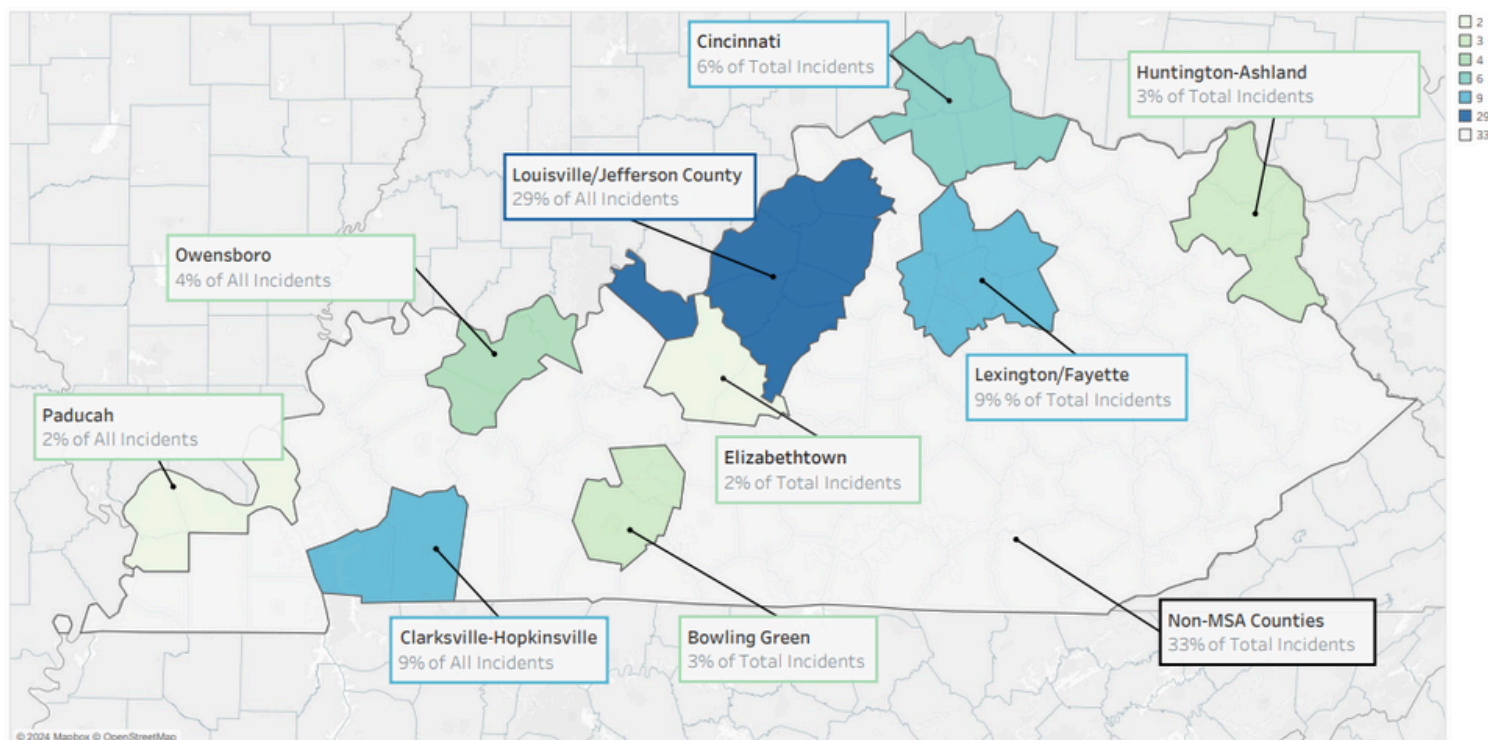 Cincinnati
6% of Total Incidents
Huntington-Ashland
3% of Total Incidents
2
3
4
6
9
29
33
Louisville/Jefferson County
29% of All Incidents
Owensboro
4% of All Incidents
Lexington/Fayette
9% % of Total Incidents
Paducah
2% of All Incidents
Elizabethtown
2% of Total Incidents
Clarksville-Hopkinsville
9% of All Incidents
Bowling Green
3% of Total Incidents
Non-MSA Counties
33% of Total Incidents
© 2024 Mapbox © OpenStreetMap